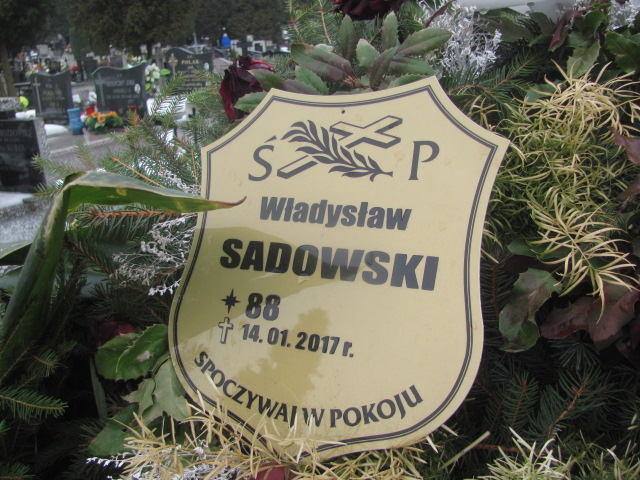 Ś P
Władysław
SADOWSKI
88
14.01.2017 r.
SPOCZYWAJ W POKOJU